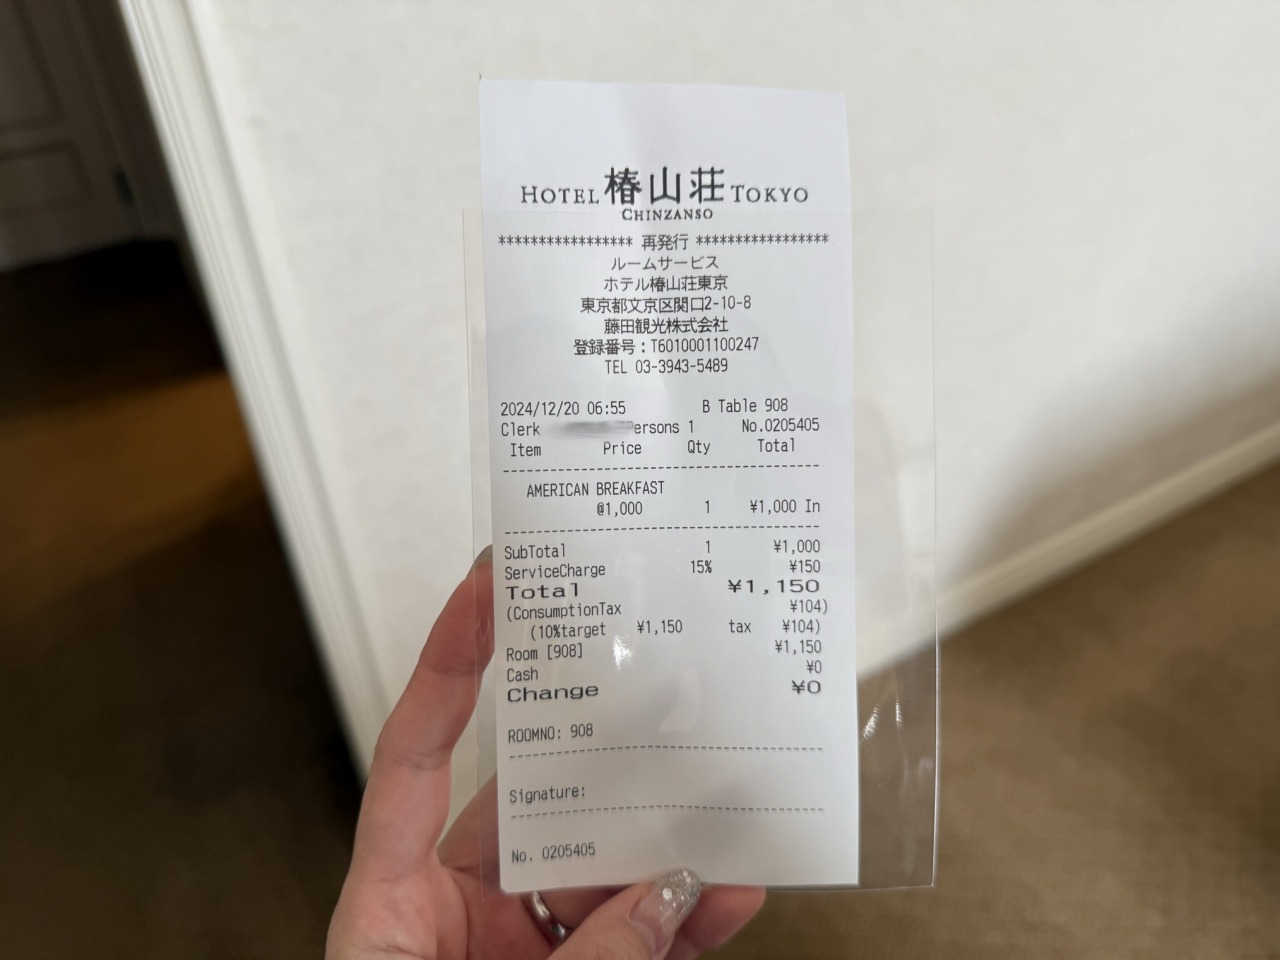 HOTEL 椿山荘 TOKYO
CHINZANSO
***************** 再発行 *****************
ルームサービス
ホテル椿山荘東京
東京都文京区関口2-10-8
藤田観光株式会社
登録番号：T6010001100247
TEL 03-3943-5489
2024/12/20 06:55 B Table 908
Clerk ersons 1 No.0205405
Item Price Qty Total
AMERICAN BREAKFAST
@1,000 1 ¥1,000 In
SubTotal 1 ¥1,000
ServiceCharge 15% ¥150
Total ¥1,150
(ConsumptionTax ¥104)
(10%target ¥1,150 tax ¥104)
Room [908] ¥1,150
Cash ¥0
Change ¥0
ROOMNO: 908
Signature:
No. 0205405